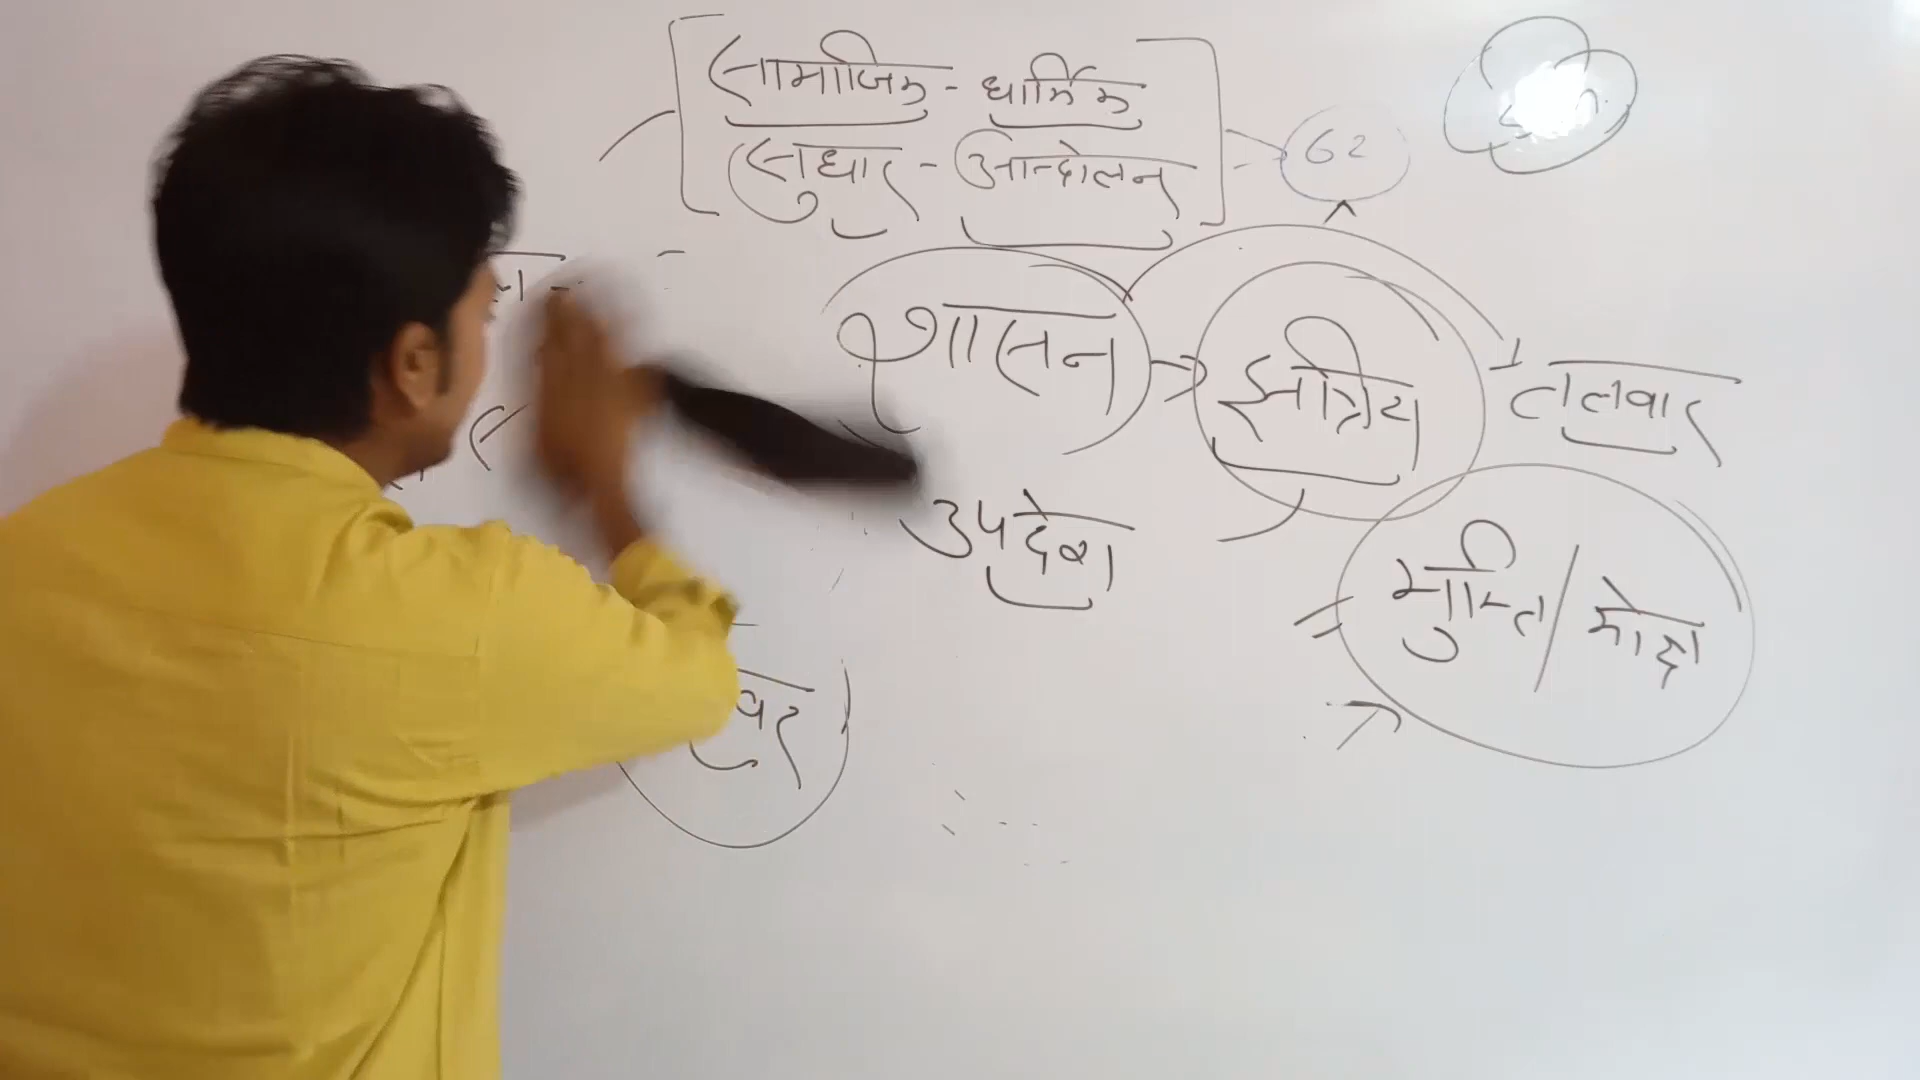 सामाजिक - धार्मिक
सुधार - आन्दोलन
62
शासन → क्षत्रिय
तलवार
उपदेश
मुक्ति / मोक्ष